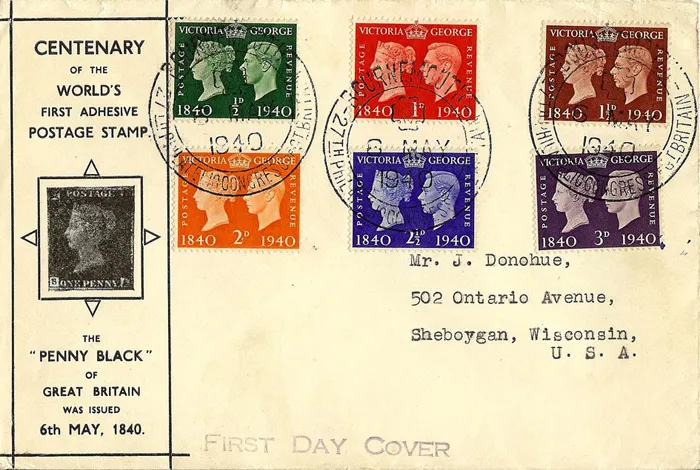 CENTENARY
OF THE
WORLD'S
FIRST ADHESIVE
POSTAGE STAMP.
POSTAGE
ONE PENNY
THE
"PENNY BLACK"
OF
GREAT BRITAIN
WAS ISSUED
6th MAY, 1840.
VICTORIA GEORGE
POSTAGE REVENUE
1840 ½D 1940
VICTORIA GEORGE
POSTAGE REVENUE
1840 1D 1940
VICTORIA GEORGE
POSTAGE REVENUE
1840 1½D 1940
1940
8 MAY
1940
1940
VICTORIA GEORGE
POSTAGE REVENUE
1840 2D 1940
VICTORIA GEORGE
POSTAGE REVENUE
1840 2½D 1940
VICTORIA GEORGE
POSTAGE REVENUE
1840 3D 1940
Mr. J. Donohue,
502 Ontario Avenue,
Sheboygan, Wisconsin,
U. S. A.
FIRST DAY COVER